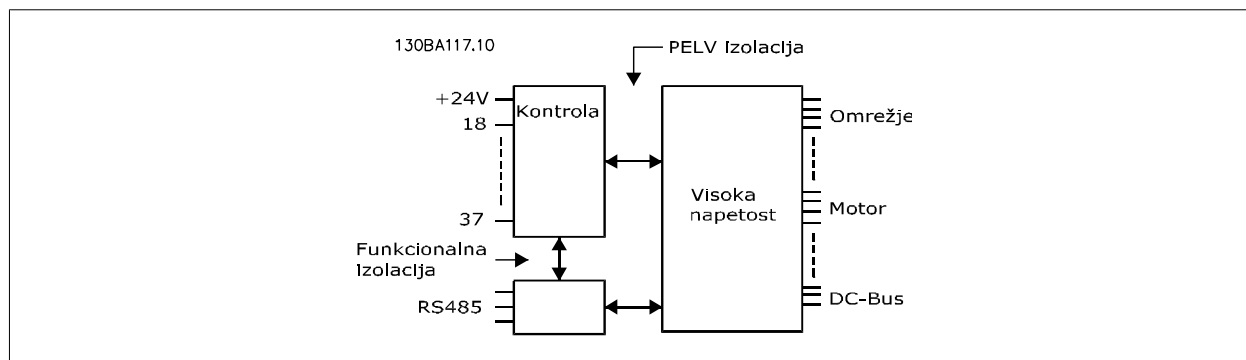 130BA117.10
PELV izolacija
+24V
Kontrola
18
37
Omrežje
Visoka
napetost
Motor
Funkcionalna
izolacija
RS485
DC-Bus